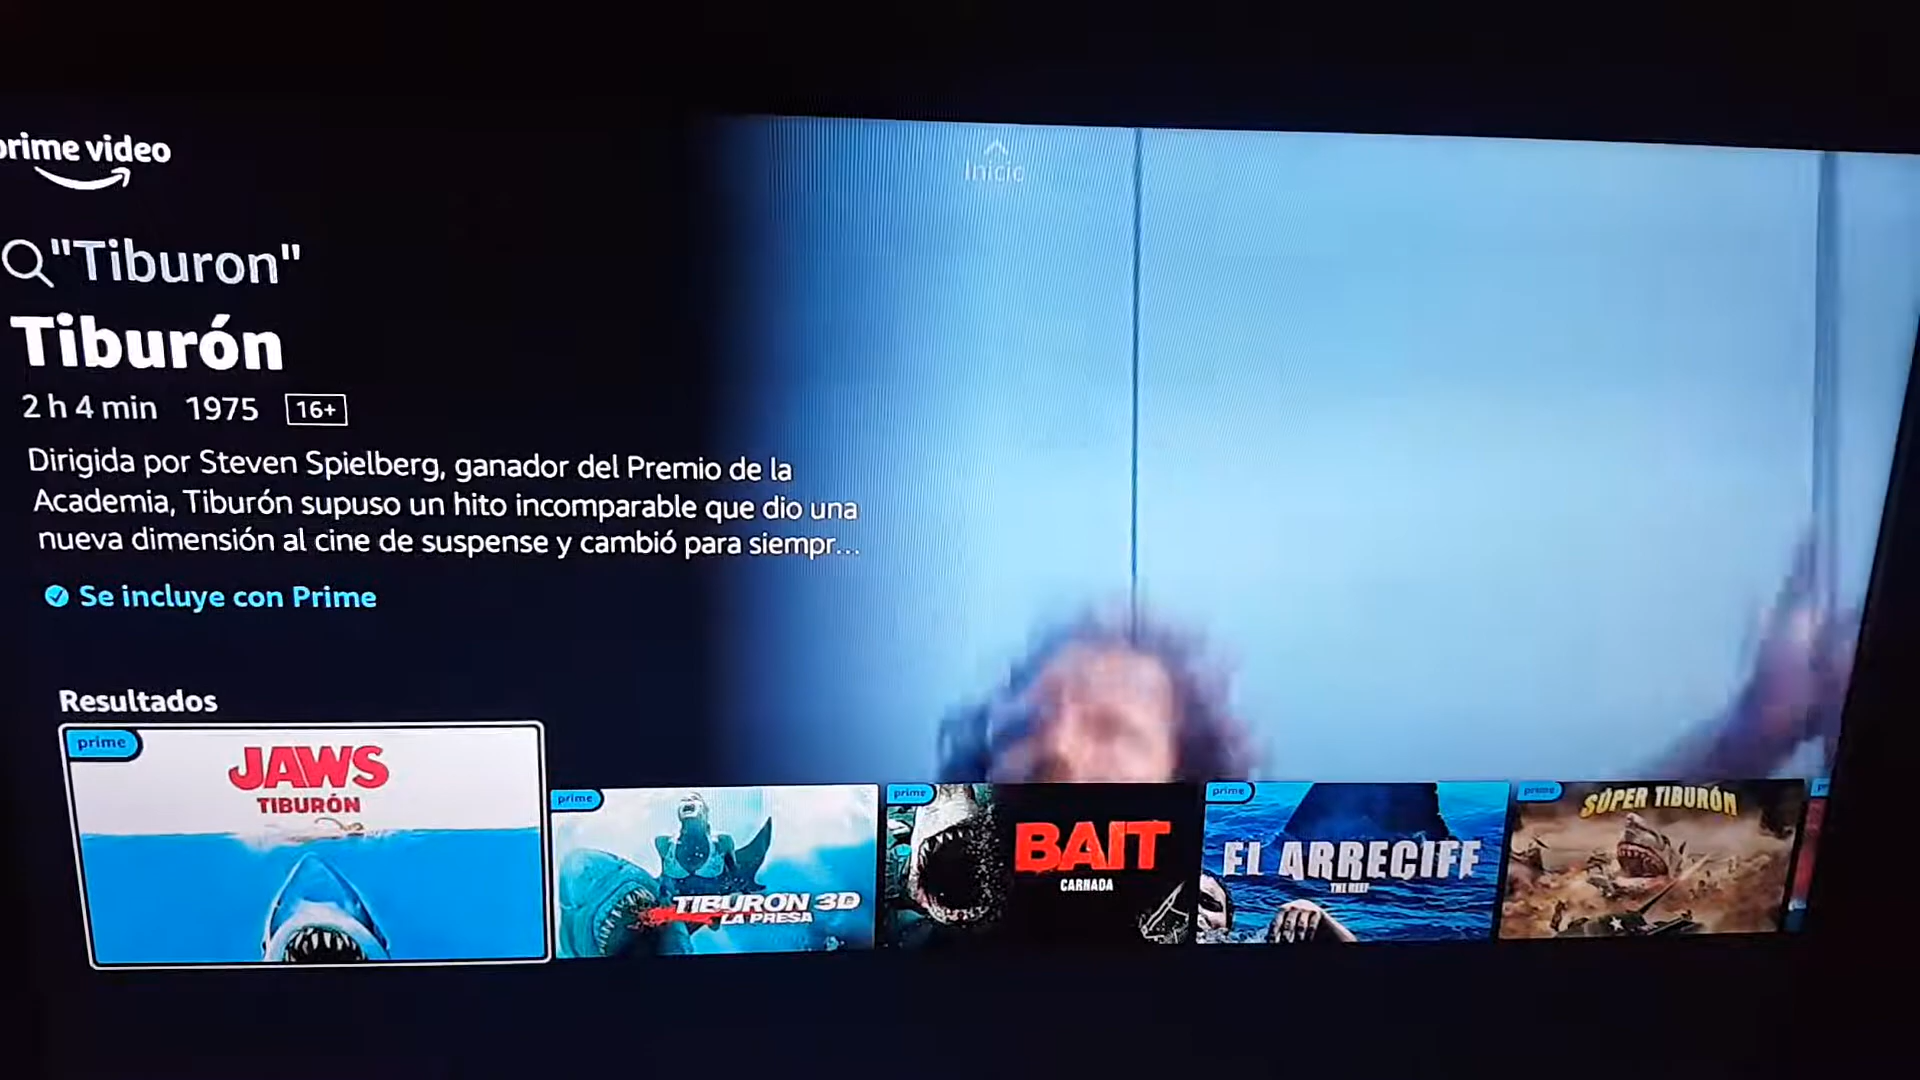 prime video
Inicio
"Tiburon"
Tiburón
2 h 4 min 1975 16+
Dirigida por Steven Spielberg, ganador del Premio de la
Academia, Tiburón supuso un hito incomparable que dio una
nueva dimensión al cine de suspense y cambió para siempr...
Se incluye con Prime
Resultados
prime
JAWS
TIBURÓN
prime
TIBURON 3D
LA PRESA
prime
BAIT
CARNADA
prime
EL ARRECIFE
THE REEF
prime
SÚPER TIBURÓN